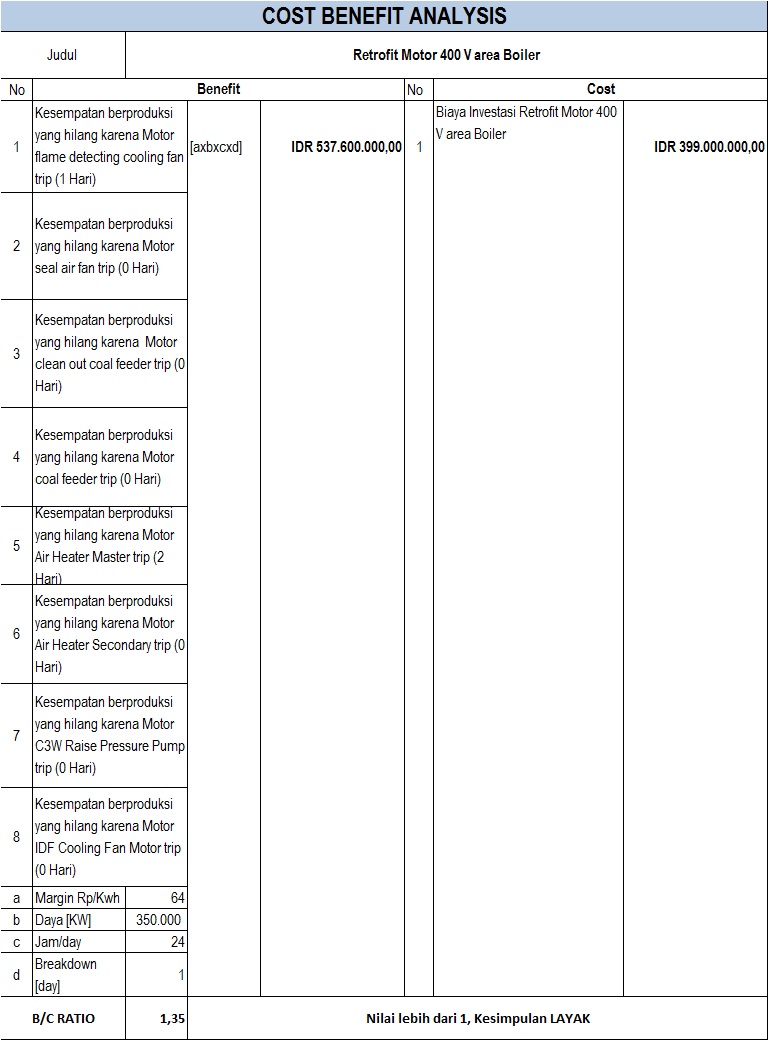 COST BENEFIT ANALYSIS
Judul Retrofit Motor 400 V area Boiler
No Benefit No Cost
1 Kesempatan berproduksi
yang hilang karena Motor
flame detecting cooling fan
trip (1 Hari)
[axbxcxd] IDR 537.600.000,00
1 Biaya Investasi Retrofit Motor 400
V area Boiler
IDR 399.000.000,00
2 Kesempatan berproduksi
yang hilang karena Motor
seal air fan trip (0 Hari)
3 Kesempatan berproduksi
yang hilang karena  Motor
clean out coal feeder trip (0
Hari)
4 Kesempatan berproduksi
yang hilang karena Motor
coal feeder trip (0 Hari)
5 Kesempatan berproduksi
yang hilang karena Motor
Air Heater Master trip (2
Hari)
6 Kesempatan berproduksi
yang hilang karena Motor
Air Heater Secondary trip (0
Hari)
7 Kesempatan berproduksi
yang hilang karena Motor
C3W Raise Pressure Pump
trip (0 Hari)
8 Kesempatan berproduksi
yang hilang karena Motor
IDF Cooling Fan Motor trip
(0 Hari)
a Margin Rp/Kwh 64
b Daya [KW] 350.000
c Jam/day 24
d Breakdown
[day]
1
B/C RATIO 1,35 Nilai lebih dari 1, Kesimpulan LAYAK